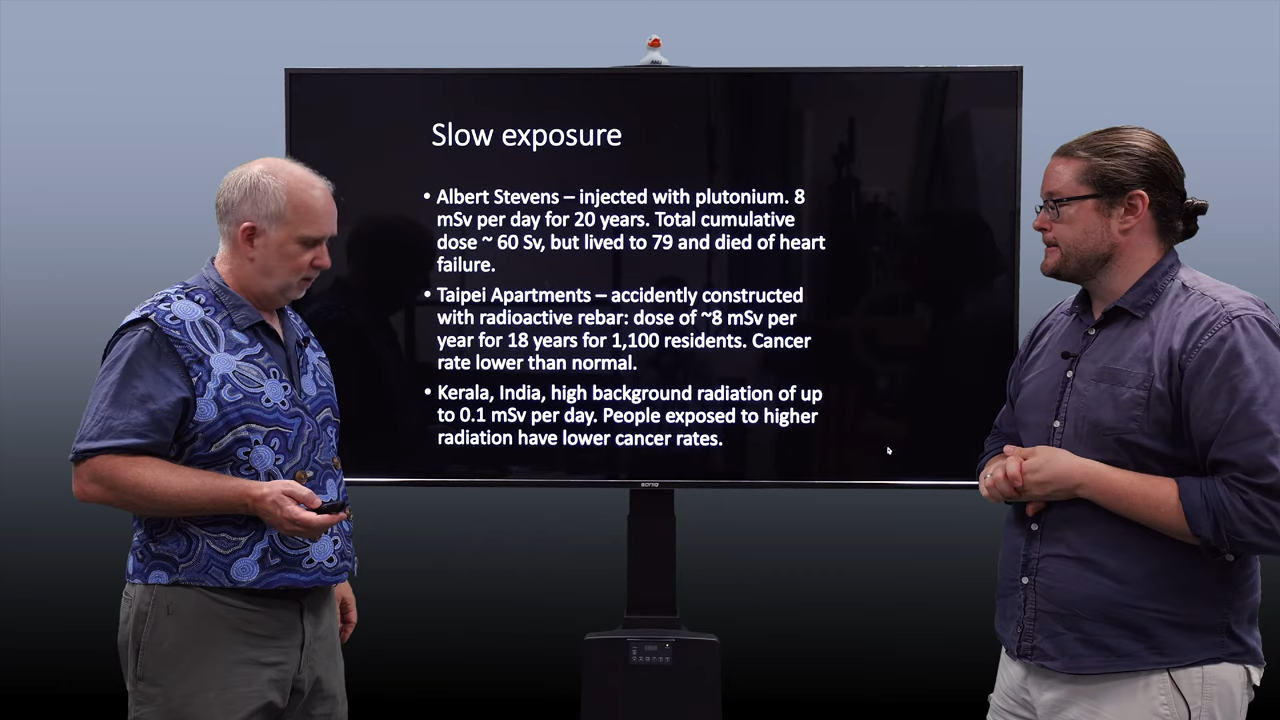 ANU
Slow exposure
• Albert Stevens – injected with plutonium. 8
mSv per day for 20 years. Total cumulative
dose ~ 60 Sv, but lived to 79 and died of heart
failure.
• Taipei Apartments – accidently constructed
with radioactive rebar: dose of ~8 mSv per
year for 18 years for 1,100 residents. Cancer
rate lower than normal.
• Kerala, India, high background radiation of up
to 0.1 mSv per day. People exposed to higher
radiation have lower cancer rates.
SONIQ